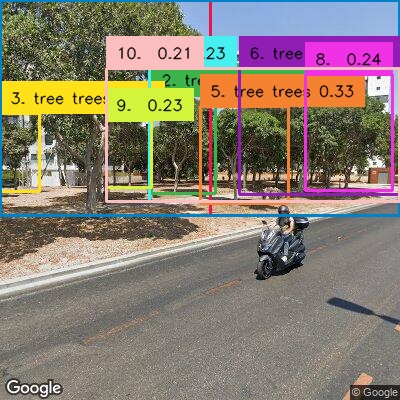 10. 0.21
23
6. tree
8. 0.24
2. tre
3. tree trees
5. tree trees 0.33
9. 0.23
Google
© Google